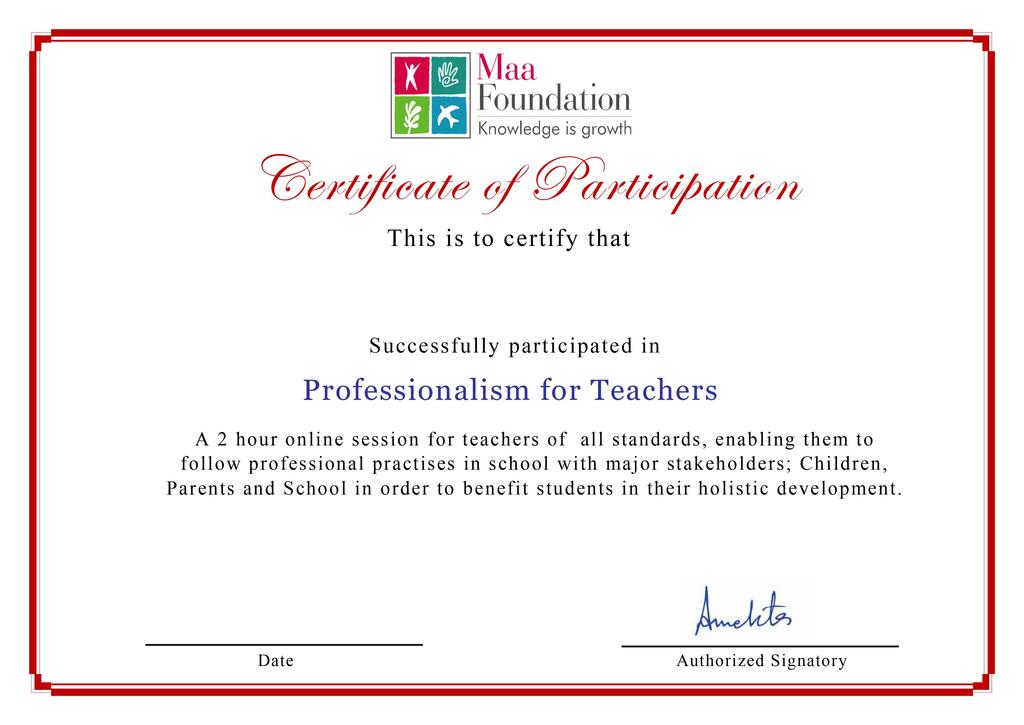 Maa
Foundation
Knowledge is growth
Certificate of Participation
This is to certify that
Successfully participated in
Professionalism for Teachers
A 2 hour online session for teachers of all standards, enabling them to
follow professional practises in school with major stakeholders; Children,
Parents and School in order to benefit students in their holistic development.
Date
Authorized Signatory